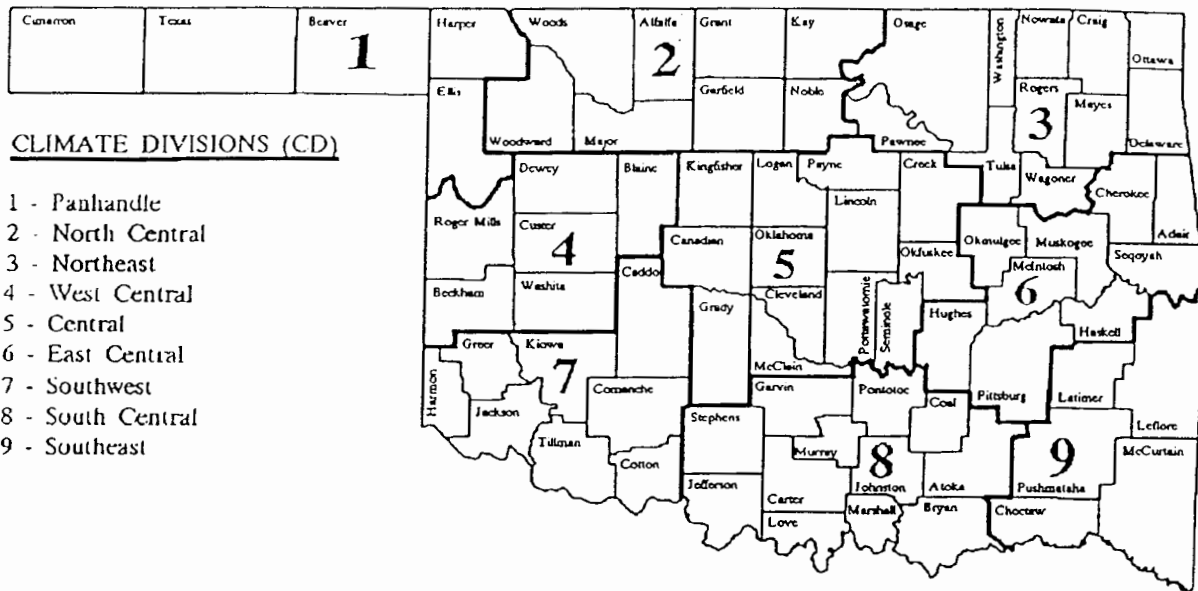 Cimarron
Texas
Beaver
Harper
Woods
Alfalfa
Grant
Kay
Osage
Washington
Nowata
Craig
Ottawa
1
2
Ellis
Garfield
Noble
Rogers
Mayes
3
Woodward
Major
Pawnee
Delaware
CLIMATE DIVISIONS (CD)
1 - Panhandle
2 - North Central
3 - Northeast
4 - West Central
5 - Central
6 - East Central
7 - Southwest
8 - South Central
9 - Southeast
Dewey
Blaine
Kingfisher
Logan
Payne
Creek
Tulsa
Wagoner
Cherokee
Lincoln
Roger Mills
Custer
4
Canadian
Oklahoma
5
Okfuskee
Okmulgee
Muskogee
Adair
Sequoyah
McIntosh
6
Caddo
Beckham
Washita
Grady
Cleveland
Pottawatomie
Seminole
Hughes
Haskell
Greer
Kiowa
7
McClain
Harmon
Jackson
Comanche
Garvin
Pontotoc
Coal
Pittsburg
Latimer
Tillman
Stephens
Leflore
Cotton
Murray
8
9
McCurtain
Jefferson
Carter
Johnston
Atoka
Pushmataha
Love
Marshall
Bryan
Choctaw